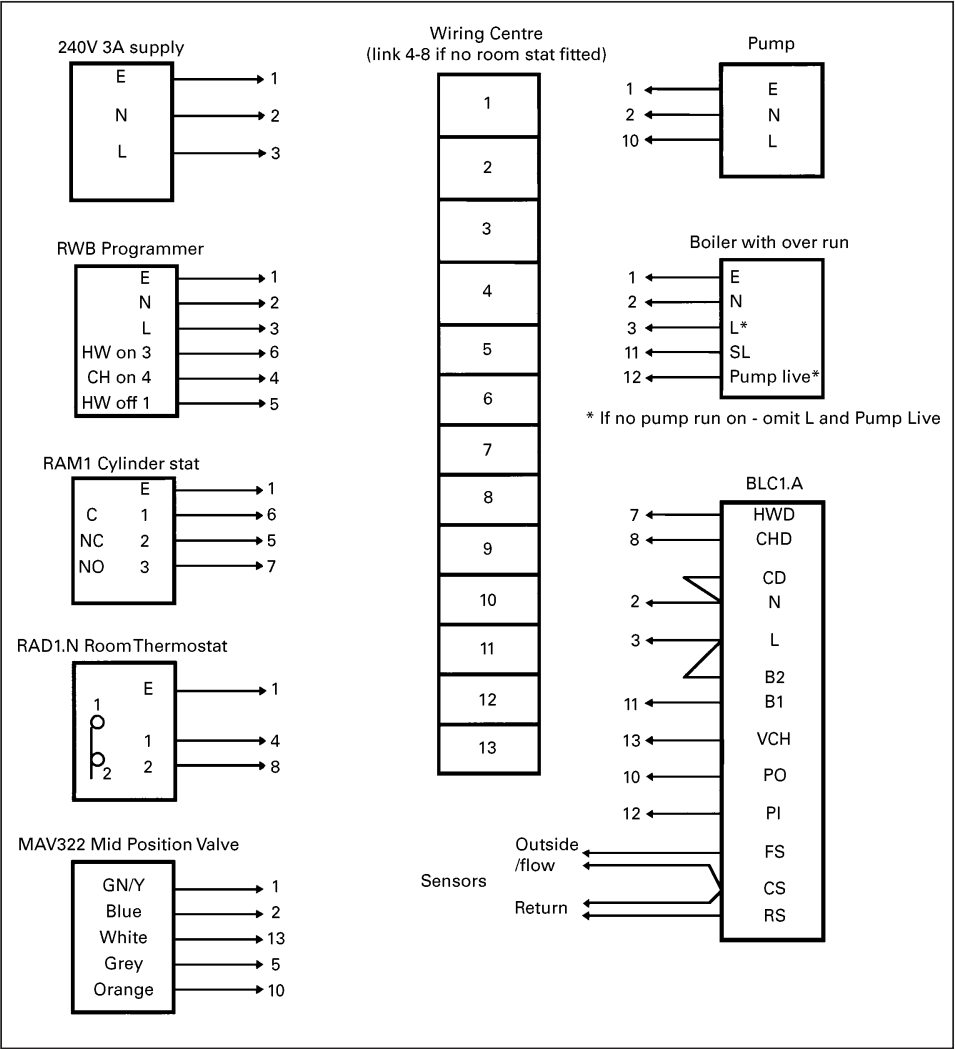 240V 3A supply
E 1
N 2
L 3
RWB Programmer
E 1
N 2
L 3
HW on 3 6
CH on 4 4
HW off 1 5
RAM1 Cylinder stat
E 1
C 1 6
NC 2 5
NO 3 7
RAD1.N Room Thermostat
E 1
1
1 4
2 8
2
MAV322 Mid Position Valve
GN/Y 1
Blue 2
White 13
Grey 5
Orange 10
Wiring Centre
(link 4-8 if no room stat fitted)
1
2
3
4
5
6
7
8
9
10
11
12
13
Pump
1 E
2 N
10 L
Boiler with over run
1 E
2 N
3 L*
11 SL
12 Pump live*
* If no pump run on - omit L and Pump Live
BLC1.A
7 HWD
8 CHD
CD
2 N
3 L
B2
11 B1
13 VCH
10 PO
12 PI
Outside
/flow
FS
Sensors
CS
Return
RS